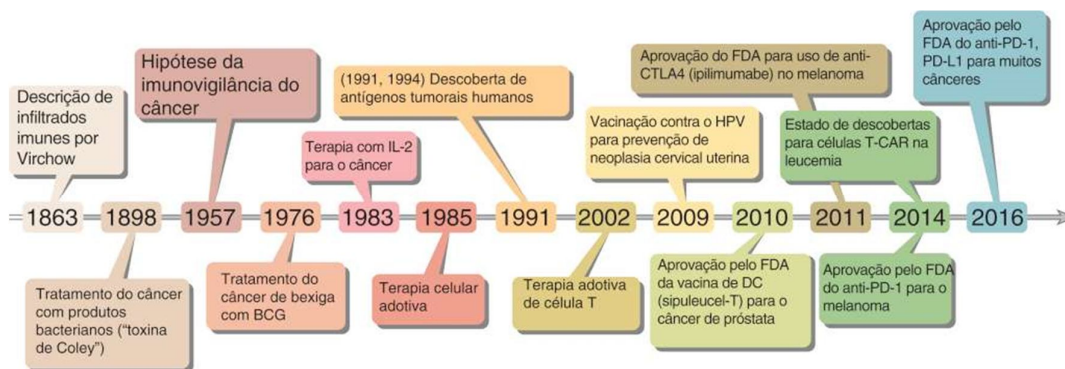 Descrição de
infiltrados
imunes por
Virchow
Hipótese da
imunovigilância do
câncer
Terapia com IL-2
para o câncer
(1991, 1994) Descoberta de
antígenos tumorais humanos
Vacinação contra o HPV
para prevenção de
neoplasia cervical uterina
Aprovação do FDA para uso de anti-
CTLA4 (ipilimumabe) no melanoma
Estado de descobertas
para células T-CAR na
leucemia
Aprovação pelo
FDA do anti-PD-1,
PD-L1 para muitos
cânceres
1863 1898 1957 1976 1983 1985 1991 2002 2009 2010 2011 2014 2016
Tratamento do câncer
com produtos
bacterianos (“toxina
de Coley”)
Tratamento do
câncer de bexiga
com BCG
Terapia celular
adotiva
Terapia adotiva
de célula T
Aprovação pelo FDA
da vacina de DC
(sipuleucel-T) para o
câncer de próstata
Aprovação pelo FDA
do anti-PD-1 para o
melanoma